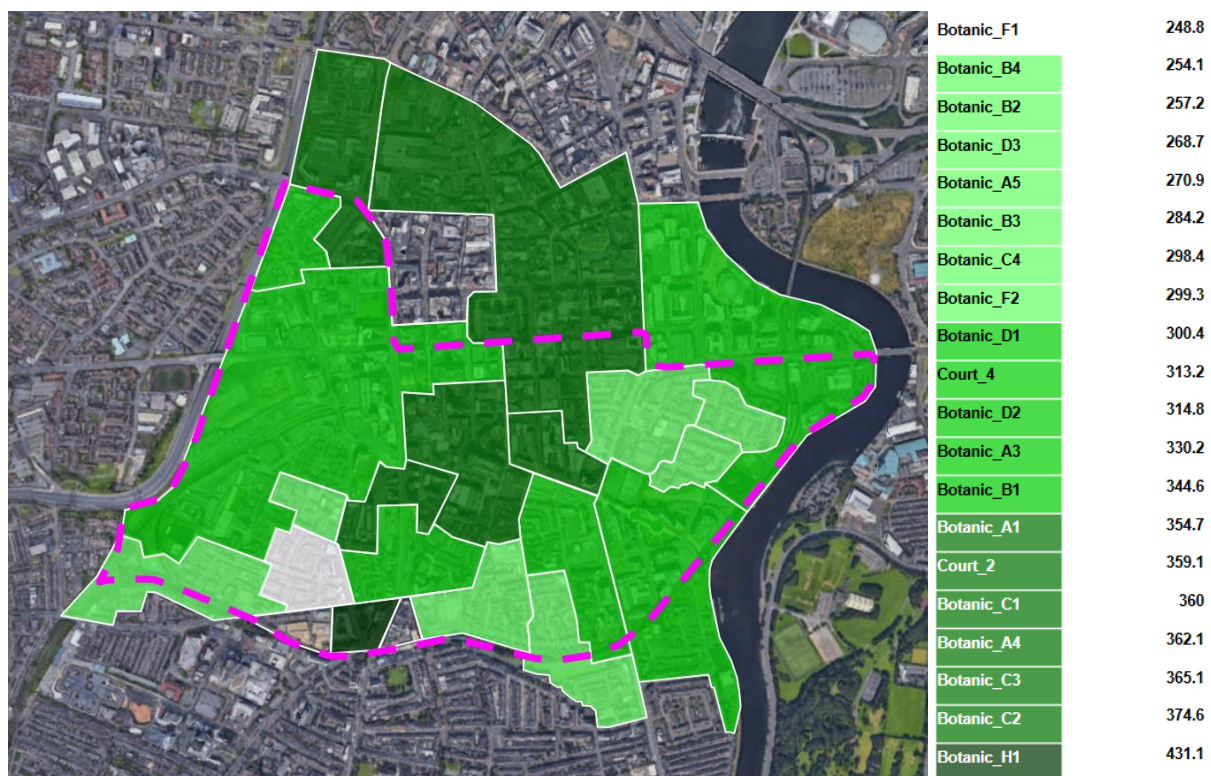 Botanic_F1 248.8
Botanic_B4 254.1
Botanic_B2 257.2
Botanic_D3 268.7
Botanic_A5 270.9
Botanic_B3 284.2
Botanic_C4 298.4
Botanic_F2 299.3
Botanic_D1 300.4
Court_4 313.2
Botanic_D2 314.8
Botanic_A3 330.2
Botanic_B1 344.6
Botanic_A1 354.7
Court_2 359.1
Botanic_C1 360
Botanic_A4 362.1
Botanic_C3 365.1
Botanic_C2 374.6
Botanic_H1 431.1